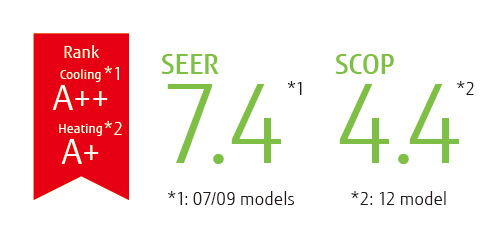 Rank
Cooling*1
A++
Heating*2
A+
SEER
7.4 *1
*1: 07/09 models
SCOP
4.4 *2
*2: 12 model